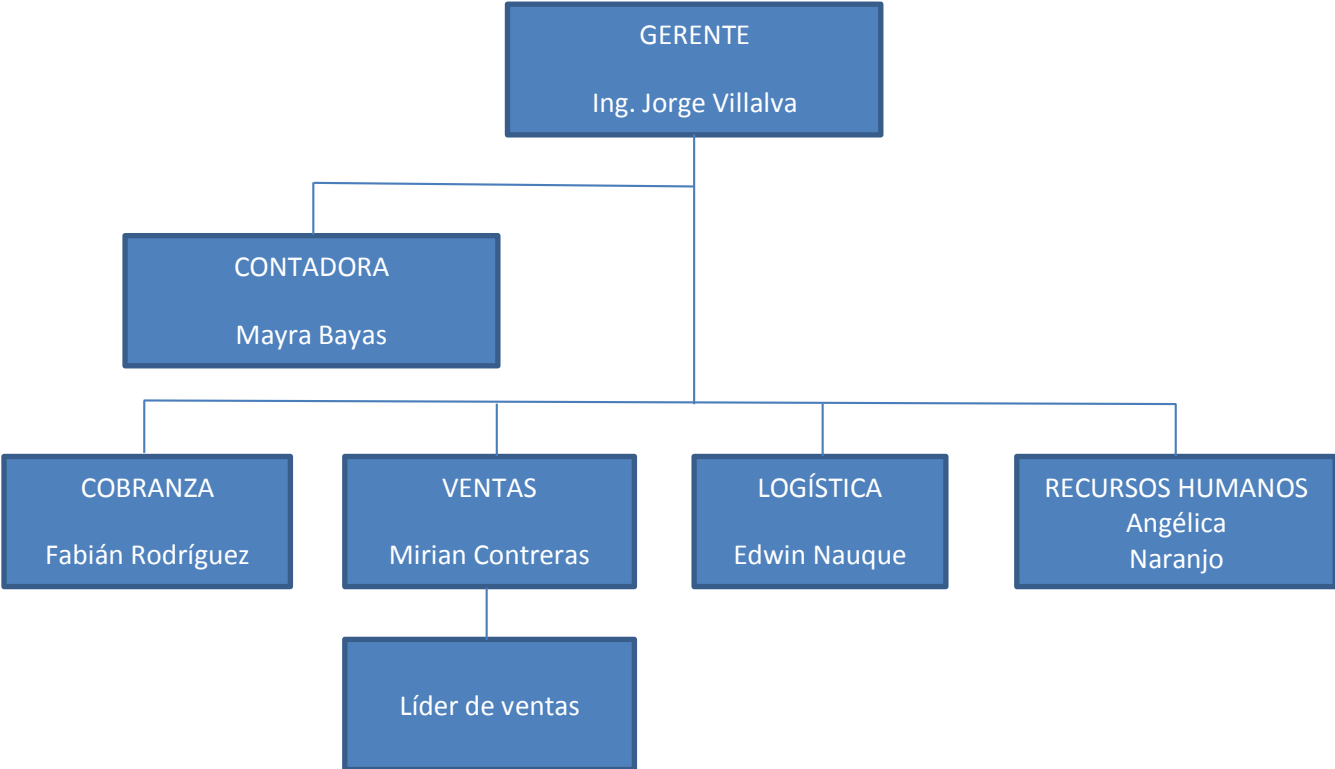 GERENTE
Ing. Jorge Villalva
CONTADORA
Mayra Bayas
COBRANZA
Fabián Rodríguez
VENTAS
Mirian Contreras
LOGÍSTICA
Edwin Nauque
RECURSOS HUMANOS
Angélica
Naranjo
Líder de ventas